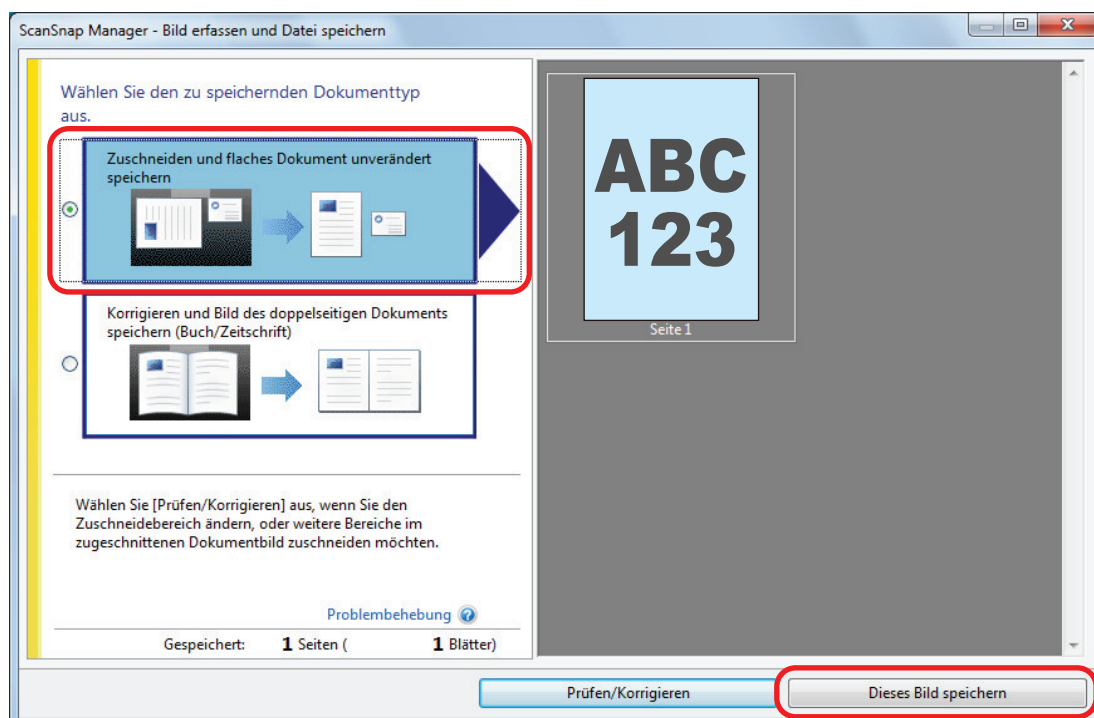 ScanSnap Manager - Bild erfassen und Datei speichern
Wählen Sie den zu speichernden Dokumenttyp
aus.
Zuschneiden und flaches Dokument unverändert
speichern
Korrigieren und Bild des doppelseitigen Dokuments
speichern (Buch/Zeitschrift)
Wählen Sie [Prüfen/Korrigieren] aus, wenn Sie den
Zuschneidebereich ändern, oder weitere Bereiche im
zugeschnittenen Dokumentbild zuschneiden möchten.
Problembehebung
Gespeichert: 1 Seiten ( 1 Blätter)
ABC
123
Seite 1
Prüfen/Korrigieren
Dieses Bild speichern